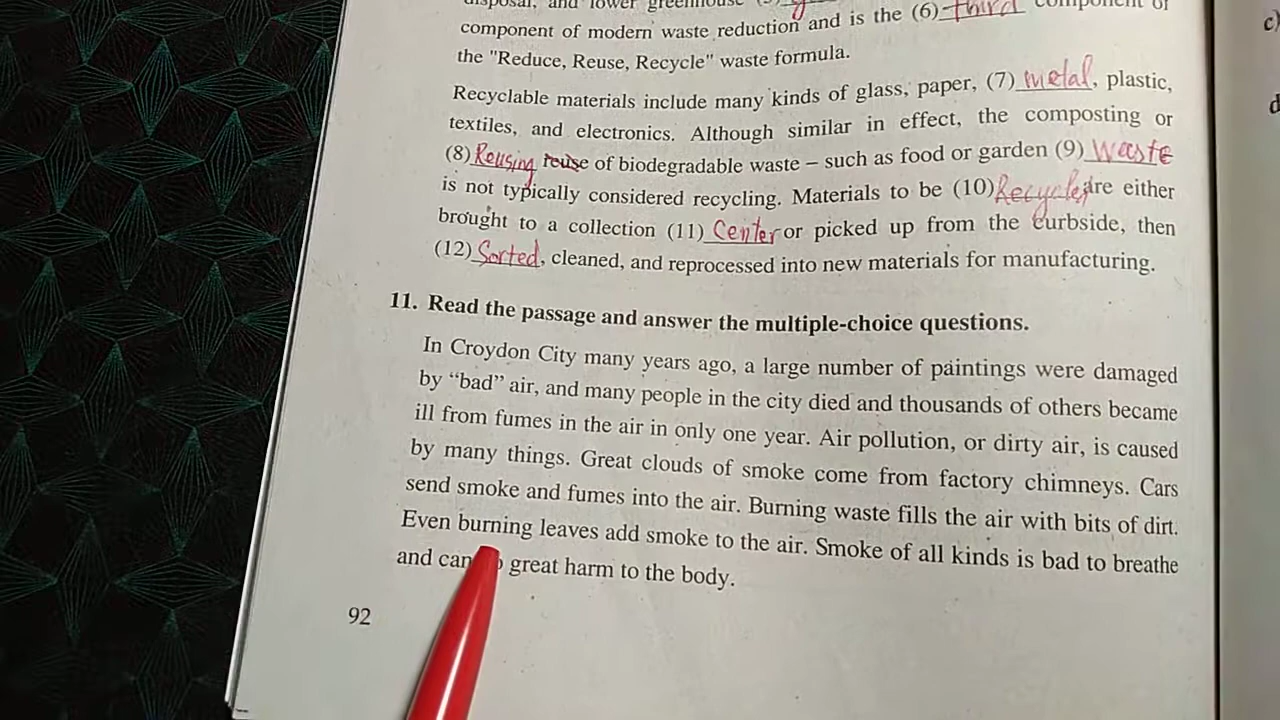 disposal, and lower greenhouse
component of modern waste reduction and is the (6) third component of
the "Reduce, Reuse, Recycle" waste formula.
Recyclable materials include many kinds of glass, paper, (7) metal, plastic,
textiles, and electronics. Although similar in effect, the composting or
(8) Reusing reuse of biodegradable waste – such as food or garden (9) waste
is not typically considered recycling. Materials to be (10) are either
brought to a collection (11) Center or picked up from the curbside, then
(12) Sorted, cleaned, and reprocessed into new materials for manufacturing.
11. Read the passage and answer the multiple-choice questions.
In Croydon City many years ago, a large number of paintings were damaged
by “bad” air, and many people in the city died and thousands of others became
ill from fumes in the air in only one year. Air pollution, or dirty air, is caused
by many things. Great clouds of smoke come from factory chimneys. Cars
send smoke and fumes into the air. Burning waste fills the air with bits of dirt.
Even burning leaves add smoke to the air. Smoke of all kinds is bad to breathe
and can great harm to the body.
92
c)
d